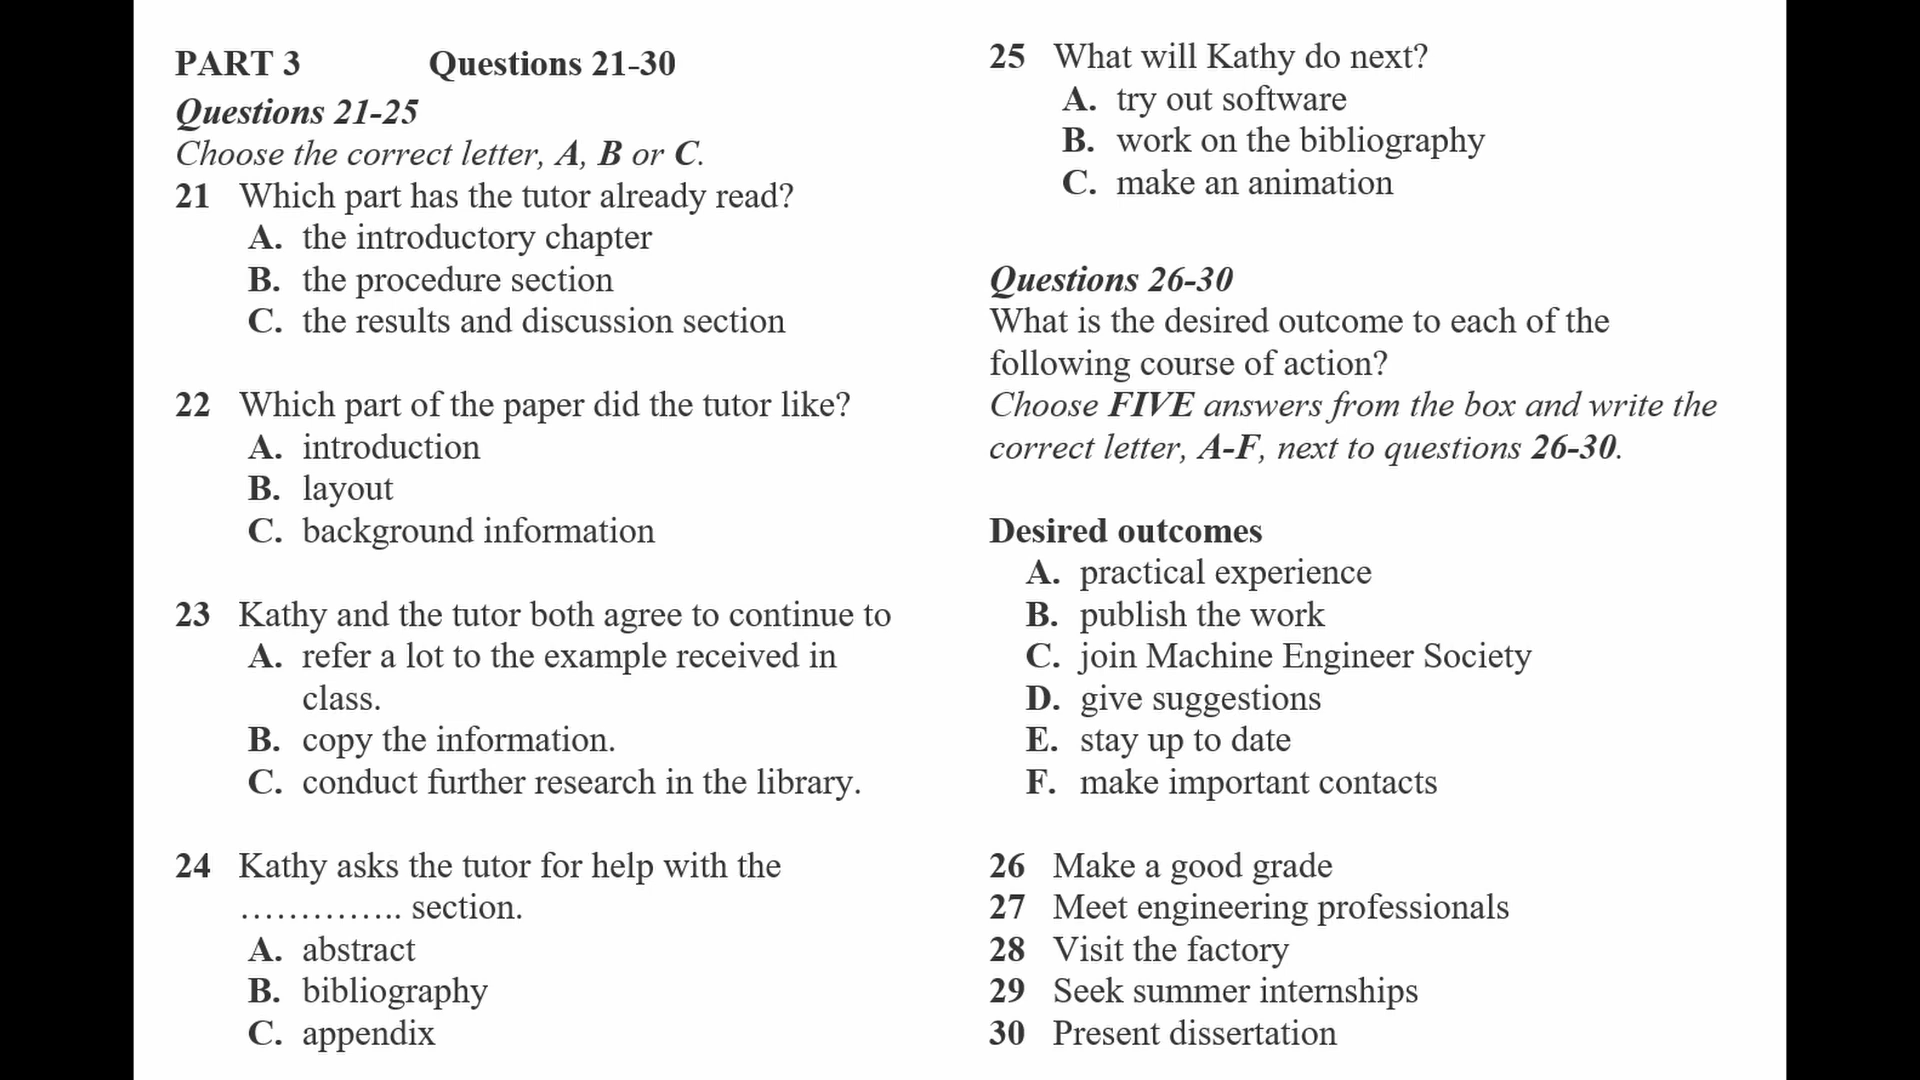 PART 3 Questions 21-30
Questions 21-25
Choose the correct letter, A, B or C.
21 Which part has the tutor already read?
A. the introductory chapter
B. the procedure section
C. the results and discussion section
22 Which part of the paper did the tutor like?
A. introduction
B. layout
C. background information
23 Kathy and the tutor both agree to continue to
A. refer a lot to the example received in
class.
B. copy the information.
C. conduct further research in the library.
24 Kathy asks the tutor for help with the
………….. section.
A. abstract
B. bibliography
C. appendix
25 What will Kathy do next?
A. try out software
B. work on the bibliography
C. make an animation
Questions 26-30
What is the desired outcome to each of the
following course of action?
Choose FIVE answers from the box and write the
correct letter, A-F, next to questions 26-30.
Desired outcomes
A. practical experience
B. publish the work
C. join Machine Engineer Society
D. give suggestions
E. stay up to date
F. make important contacts
26 Make a good grade
27 Meet engineering professionals
28 Visit the factory
29 Seek summer internships
30 Present dissertation